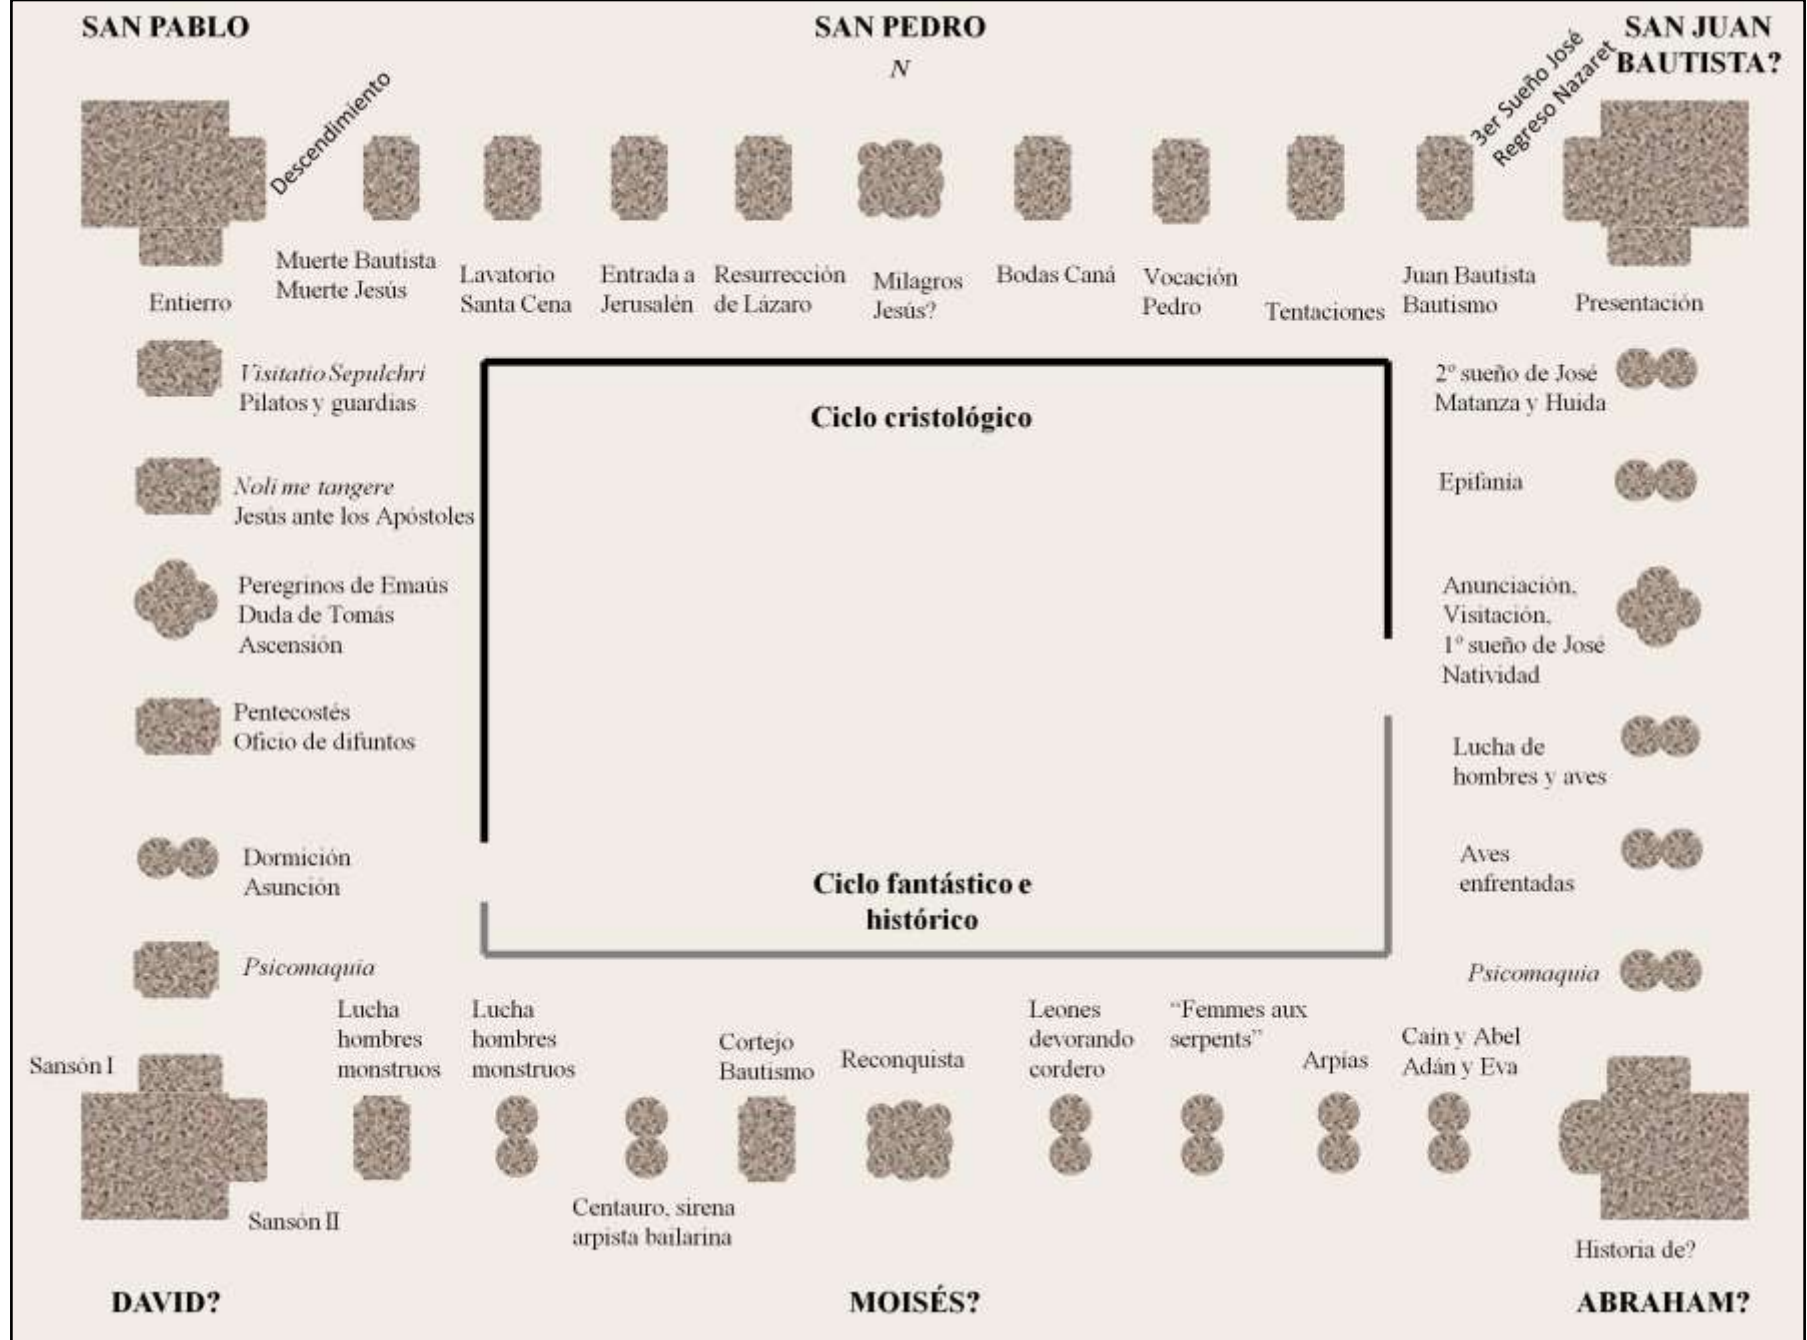 SAN PABLO
SAN PEDRO
N
SAN JUAN
BAUTISTA?
Descendimiento
3er Sueño José
Regreso Nazaret
Entierro
Muerte Bautista
Muerte Jesús
Lavatorio
Santa Cena
Entrada a
Jerusalén
Resurrección
de Lázaro
Milagros
Jesús?
Bodas Caná
Vocación
Pedro
Tentaciones
Juan Bautista
Bautismo
Presentación
Visitatio Sepulchri
Pilatos y guardias
Noli me tangere
Jesús ante los Apóstoles
Peregrinos de Emaús
Duda de Tomás
Ascensión
Pentecostés
Oficio de difuntos
Dormición
Asunción
Psicomaquia
Ciclo cristológico
Ciclo fantástico e
histórico
2º sueño de José
Matanza y Huida
Epifania
Anunciación,
Visitación,
1º sueño de José
Natividad
Lucha de
hombres y aves
Aves
enfrentadas
Psicomaquia
Sansón I
Lucha
hombres
monstruos
Lucha
hombres
monstruos
Cortejo
Bautismo
Reconquista
Leones
devorando
cordero
“Femmes aux
serpents”
Arpías
Caín y Abel
Adán y Eva
Sansón II
Centauro, sirena
arpista bailarina
Historia de?
DAVID?
MOISÉS?
ABRAHAM?